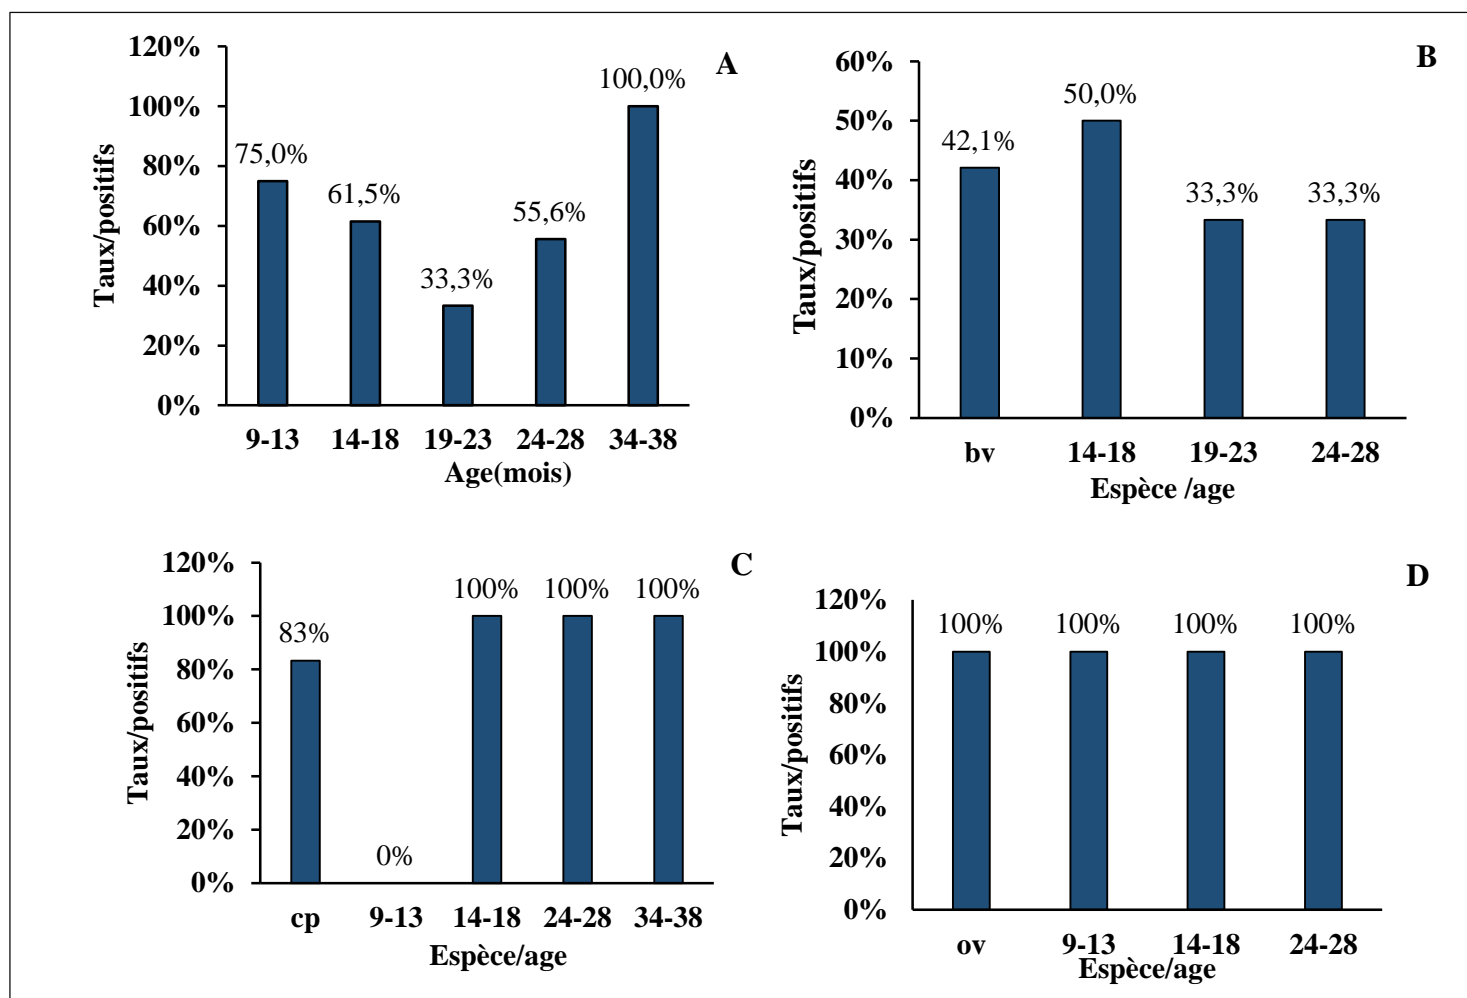 A
Taux/positifs
120%
100%
80%
60%
40%
20%
0%
75,0%
61,5%
33,3%
55,6%
100,0%
9-13 14-18 19-23 24-28 34-38
Age(mois)
B
Taux/positifs
60%
50%
40%
30%
20%
10%
0%
42,1%
50,0%
33,3%
33,3%
bv 14-18 19-23 24-28
Espèce /age
C
Taux/positifs
120%
100%
80%
60%
40%
20%
0%
83%
0%
100%
100%
100%
cp 9-13 14-18 24-28 34-38
Espèce/age
D
Taux/positifs
120%
100%
80%
60%
40%
20%
0%
100%
100%
100%
100%
ov 9-13 14-18 24-28
Espèce/age